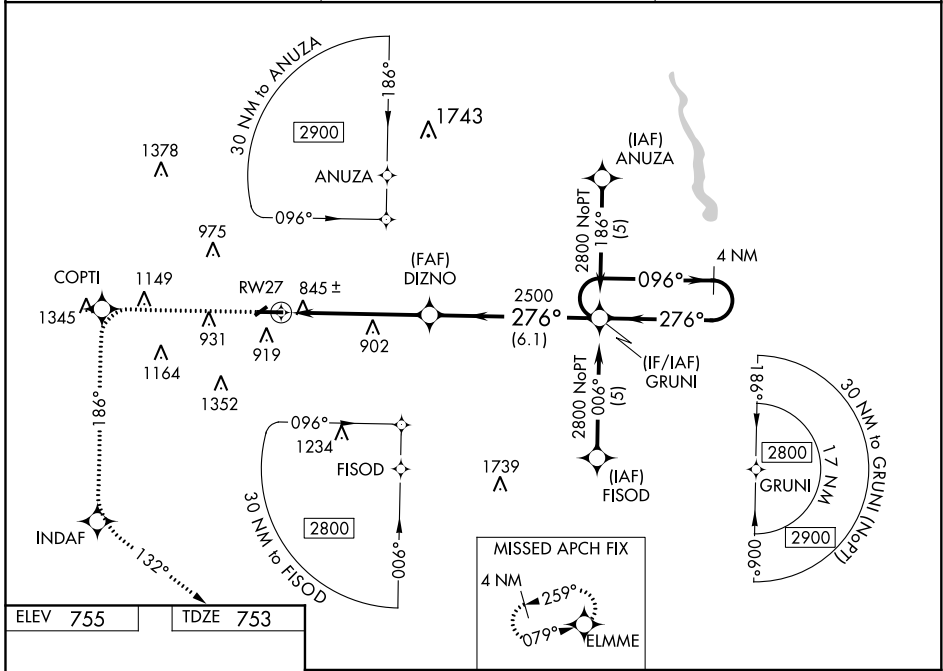 30 NM to ANUZA
186°
2900
ANUZA
096°
1743
1378
(IAF)
ANUZA
2800 NoPT
186°
(5)
975
4 NM
096°
(FAF)
DIZNO
COPTI
1149
RW27
845 ±
2500
276°
(6.1)
276°
1345
931
919
902
(IF/IAF)
GRUNI
1164
1352
186°
2800 NoPT
006°
(5)
186°
30 NM to GRUNI (NoPT)
096°
1234
FISOD
2800
17 NM
GRUNI
1739
(IAF)
FISOD
2800
30 NM to FISOD
006°
2900
006°
INDAF
132°
MISSED APCH FIX
4 NM
259°
079°
ELMME
ELEV 755
TDZE 753